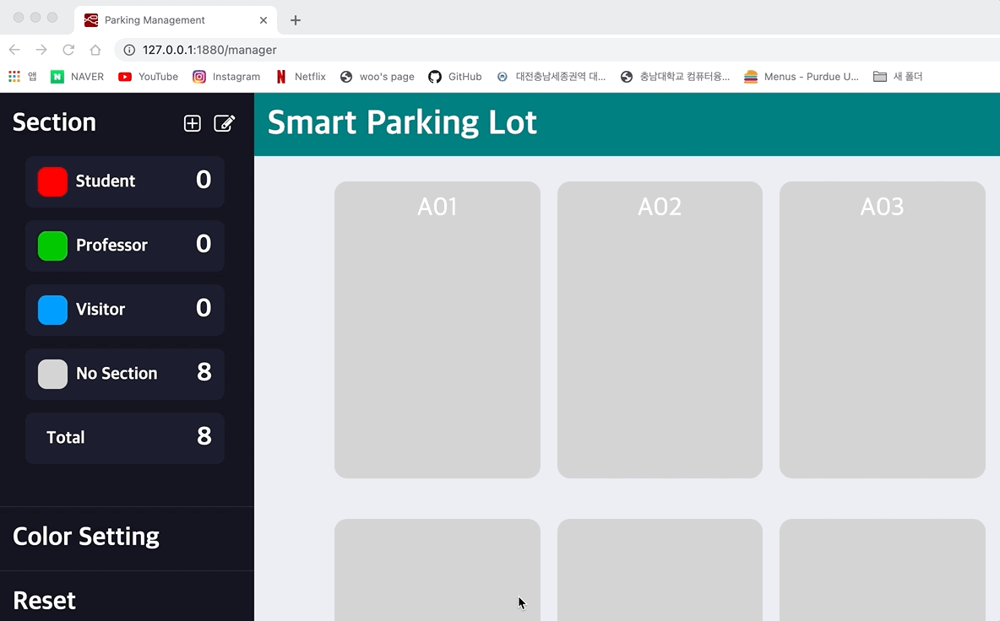 Parking Management
127.0.0.1:1880/manager
앱 NAVER YouTube Instagram Netflix woo's page GitHub 대전충남세종권역 대... 충남대학교 컴퓨터융... Menus - Purdue U... 새 폴더
Section
Student 0
Professor 0
Visitor 0
No Section 8
Total 8
Color Setting
Reset
Smart Parking Lot
A01 A02 A03